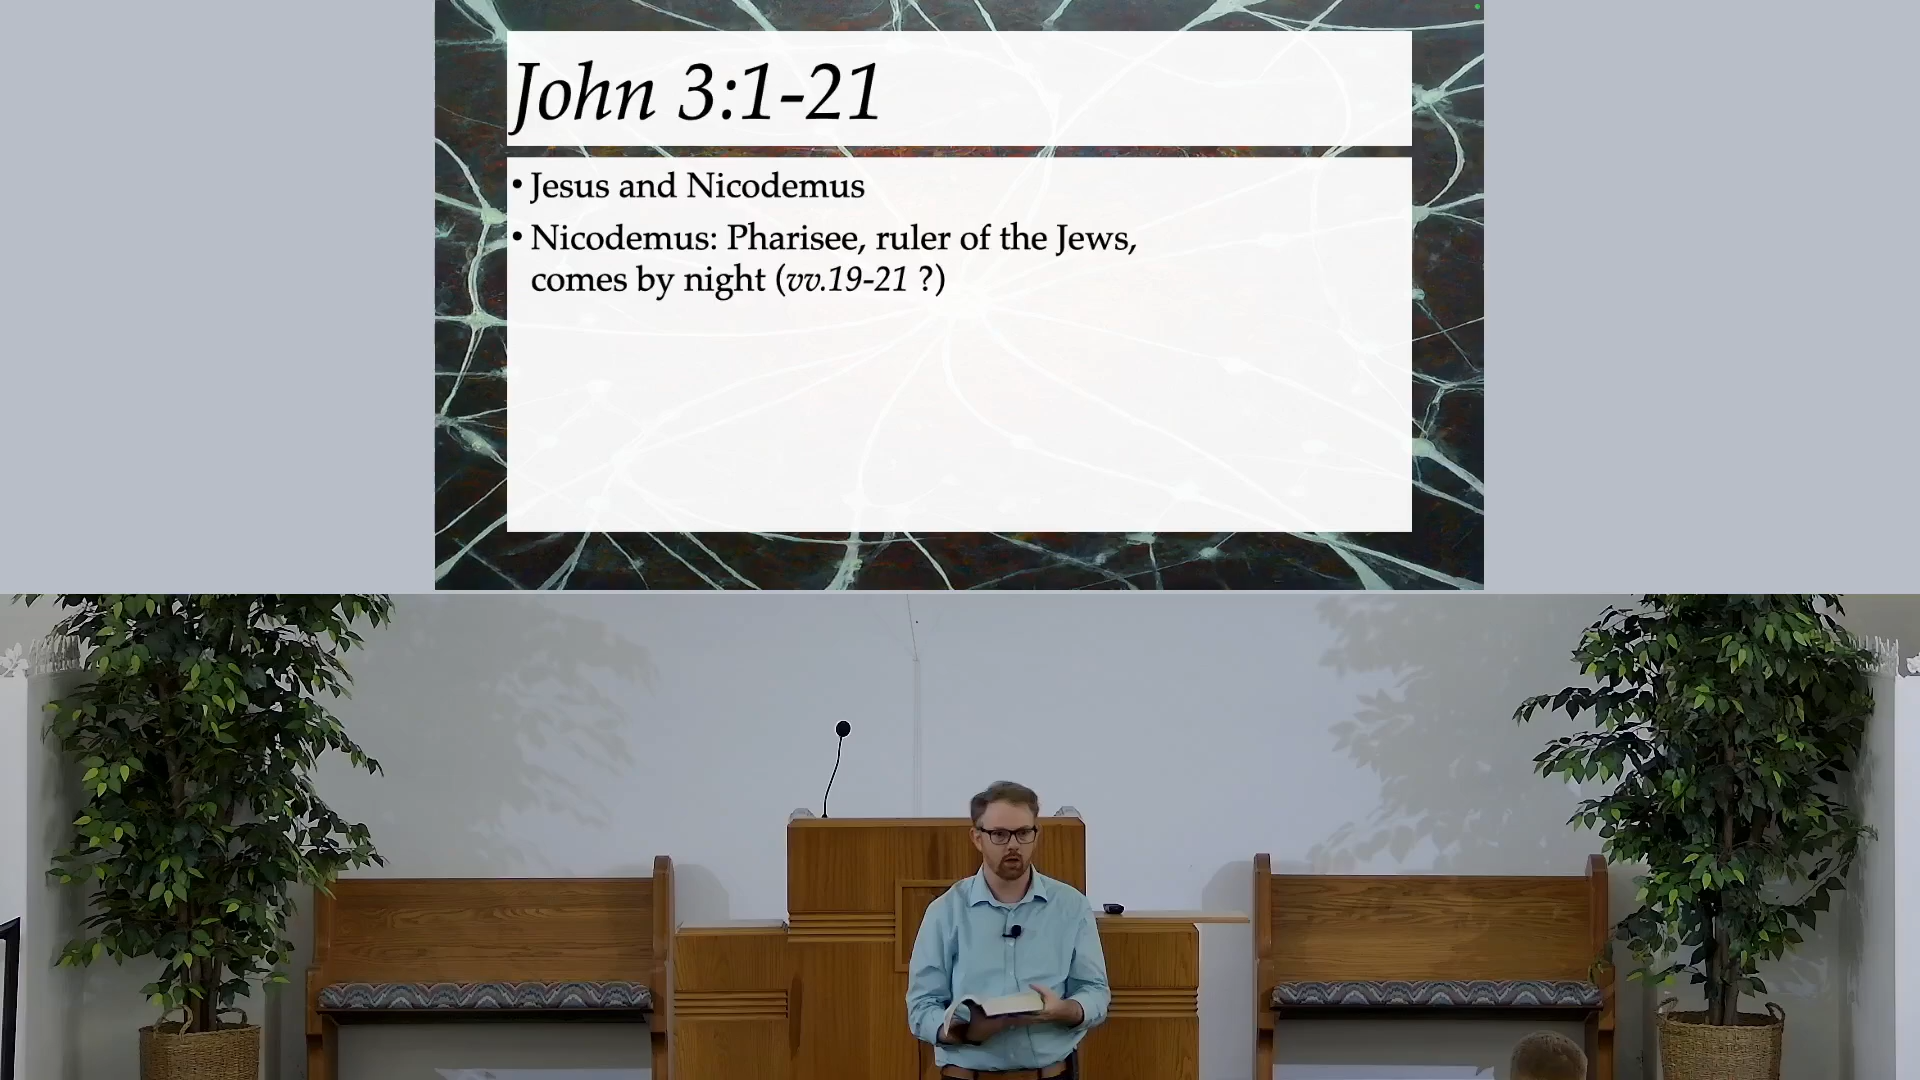 John 3:1-21
• Jesus and Nicodemus
• Nicodemus: Pharisee, ruler of the Jews,
comes by night (vv.19-21 ?)